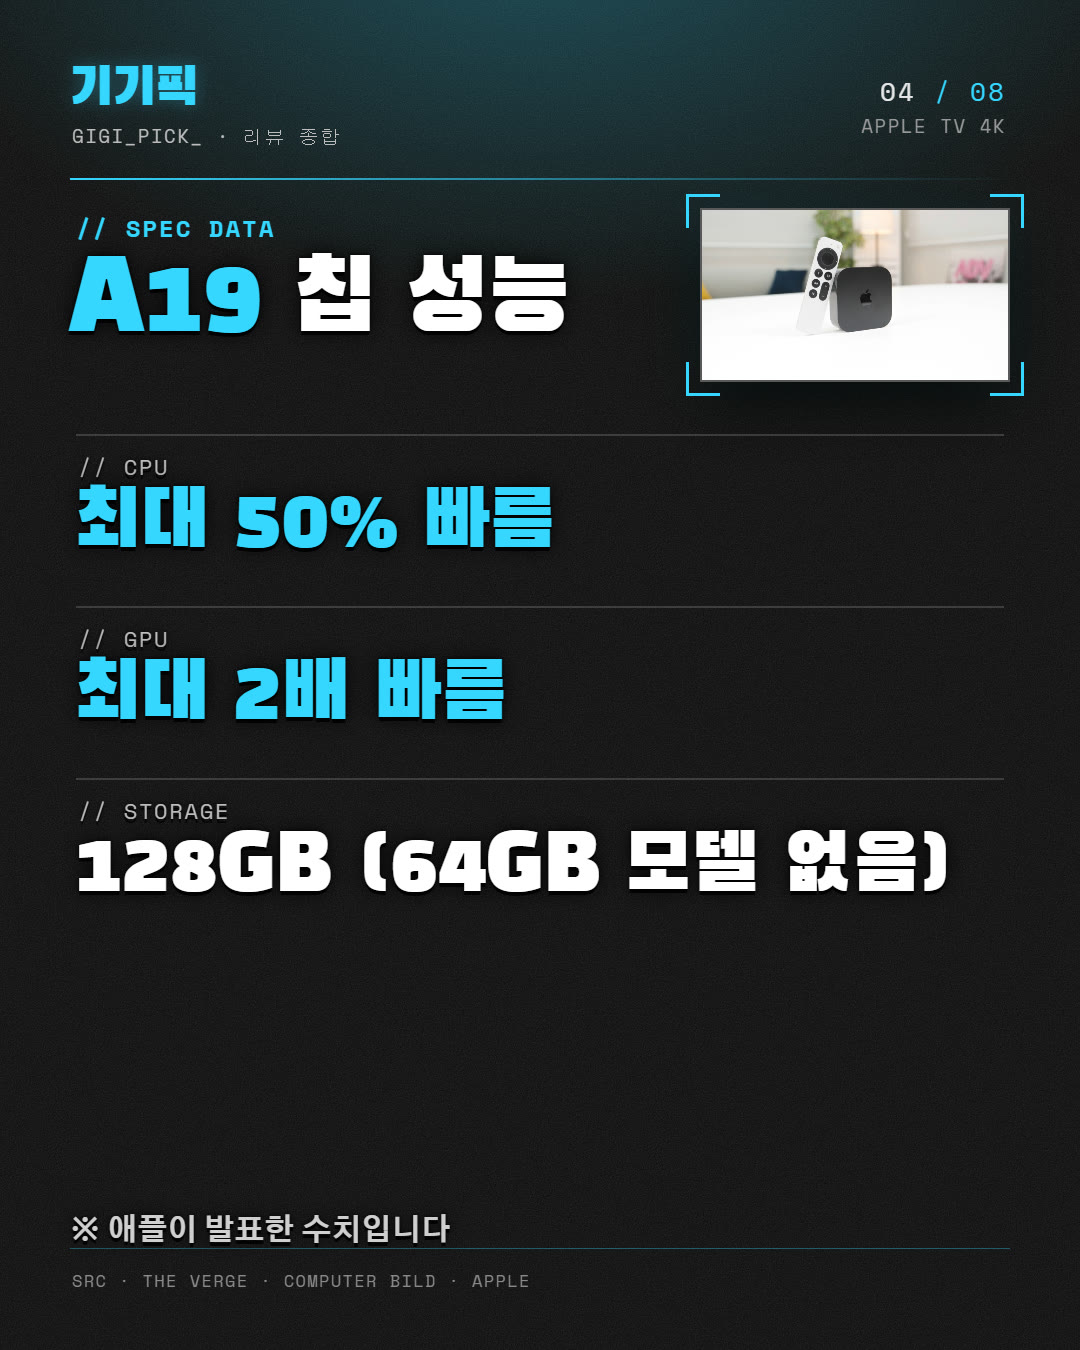 기기픽
GIGI_PICK_ · 리뷰 종합
04 / 08
APPLE TV 4K
// SPEC DATA
A19 칩 성능
// CPU
최대 50% 빠름
// GPU
최대 2배 빠름
// STORAGE
128GB (64GB 모델 없음)
※ 애플이 발표한 수치입니다
SRC · THE VERGE · COMPUTER BILD · APPLE